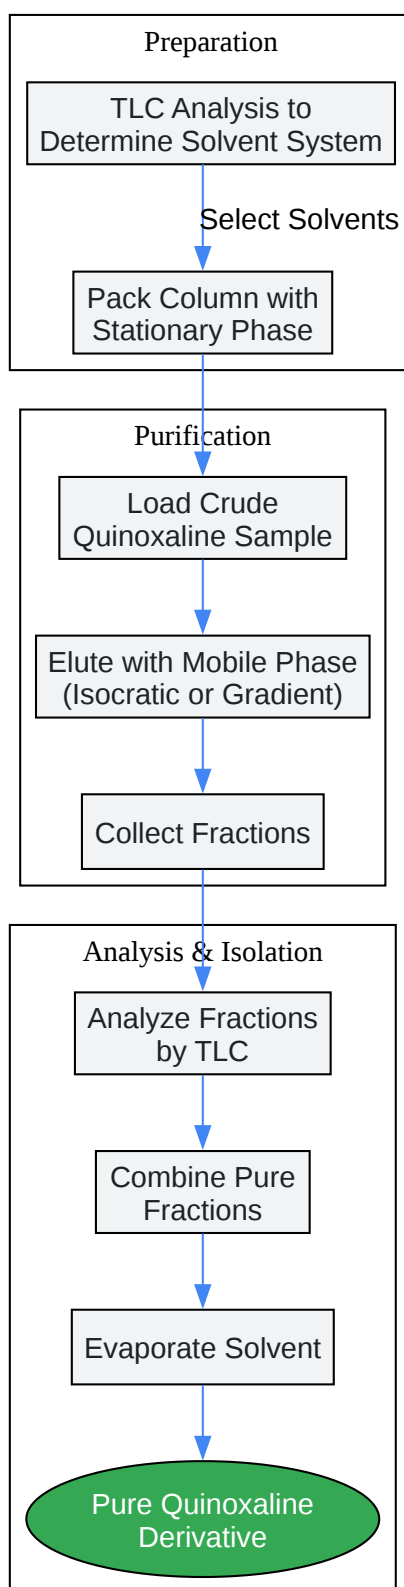 Preparation
TLC Analysis to
Determine Solvent System
Select Solvents
Pack Column with
Stationary Phase
Purification
Load Crude
Quinoxaline Sample
Elute with Mobile Phase
(Isocratic or Gradient)
Collect Fractions
Analysis & Isolation
Analyze Fractions
by TLC
Combine Pure
Fractions
Evaporate Solvent
Pure Quinoxaline
Derivative